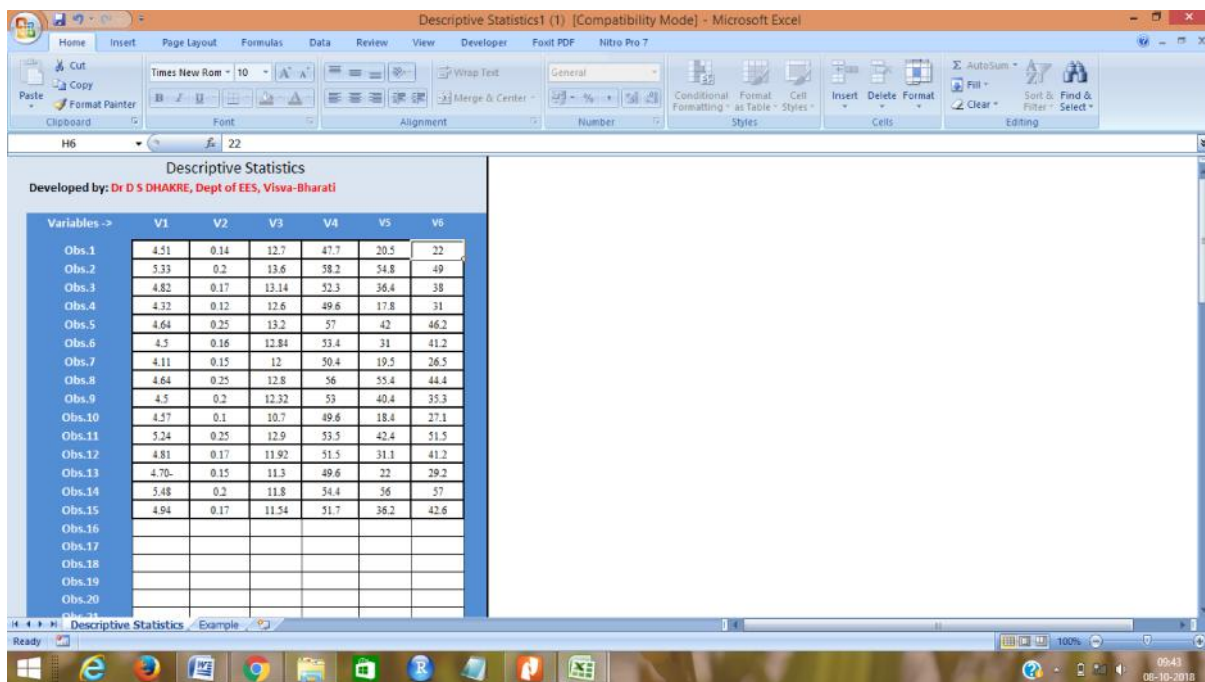 Descriptive Statistics1 (1) [Compatibility Mode] - Microsoft Excel
Home Insert Page Layout Formulas Data Review View Developer Foxit PDF Nitro Pro 7
Paste Cut Copy Format Painter
Times New Rom 10
B I U
Wrap Text
Merge & Center
General
Conditional Formatting Format as Table Cell Styles
Insert Delete Format
Σ AutoSum Fill Clear
Sort & Filter Find & Select
Clipboard Font Alignment Number Styles Cells Editing
H6 fx 22
Descriptive Statistics
Developed by: Dr D S DHAKRE, Dept of EES, Visva-Bharati
Variables -> V1 V2 V3 V4 V5 V6
Obs.1 4.51 0.14 12.7 47.7 20.5 22
Obs.2 5.33 0.2 13.6 58.2 54.8 49
Obs.3 4.82 0.17 13.14 52.3 36.4 38
Obs.4 4.32 0.12 12.6 49.6 17.8 31
Obs.5 4.64 0.25 13.2 57 42 46.2
Obs.6 4.5 0.16 12.84 53.4 31 41.2
Obs.7 4.11 0.15 12 50.4 19.5 26.5
Obs.8 4.64 0.25 12.8 56 55.4 44.4
Obs.9 4.5 0.2 12.32 53 40.4 35.3
Obs.10 4.57 0.1 10.7 49.6 18.4 27.1
Obs.11 5.24 0.25 12.9 53.5 42.4 51.5
Obs.12 4.81 0.17 11.92 51.5 31.1 41.2
Obs.13 4.70- 0.15 11.3 49.6 22 29.2
Obs.14 5.48 0.2 11.8 54.4 56 57
Obs.15 4.94 0.17 11.54 51.7 36.2 42.6
Obs.16
Obs.17
Obs.18
Obs.19
Obs.20
Descriptive Statistics Example
Ready 100%
09:43
08-10-2018